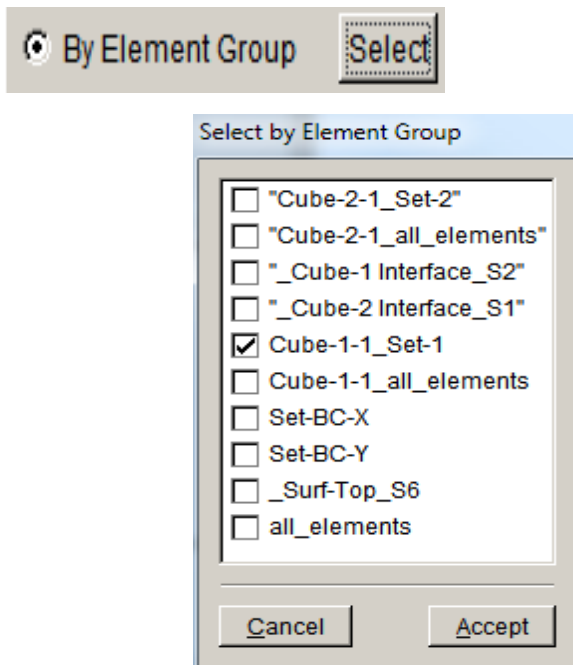 By Element Group Select
Select by Element Group
"Cube-2-1_Set-2"
"Cube-2-1_all_elements"
"_Cube-1 Interface_S2"
"_Cube-2 Interface_S1"
Cube-1-1_Set-1
Cube-1-1_all_elements
Set-BC-X
Set-BC-Y
_Surf-Top_S6
all_elements
Cancel Accept